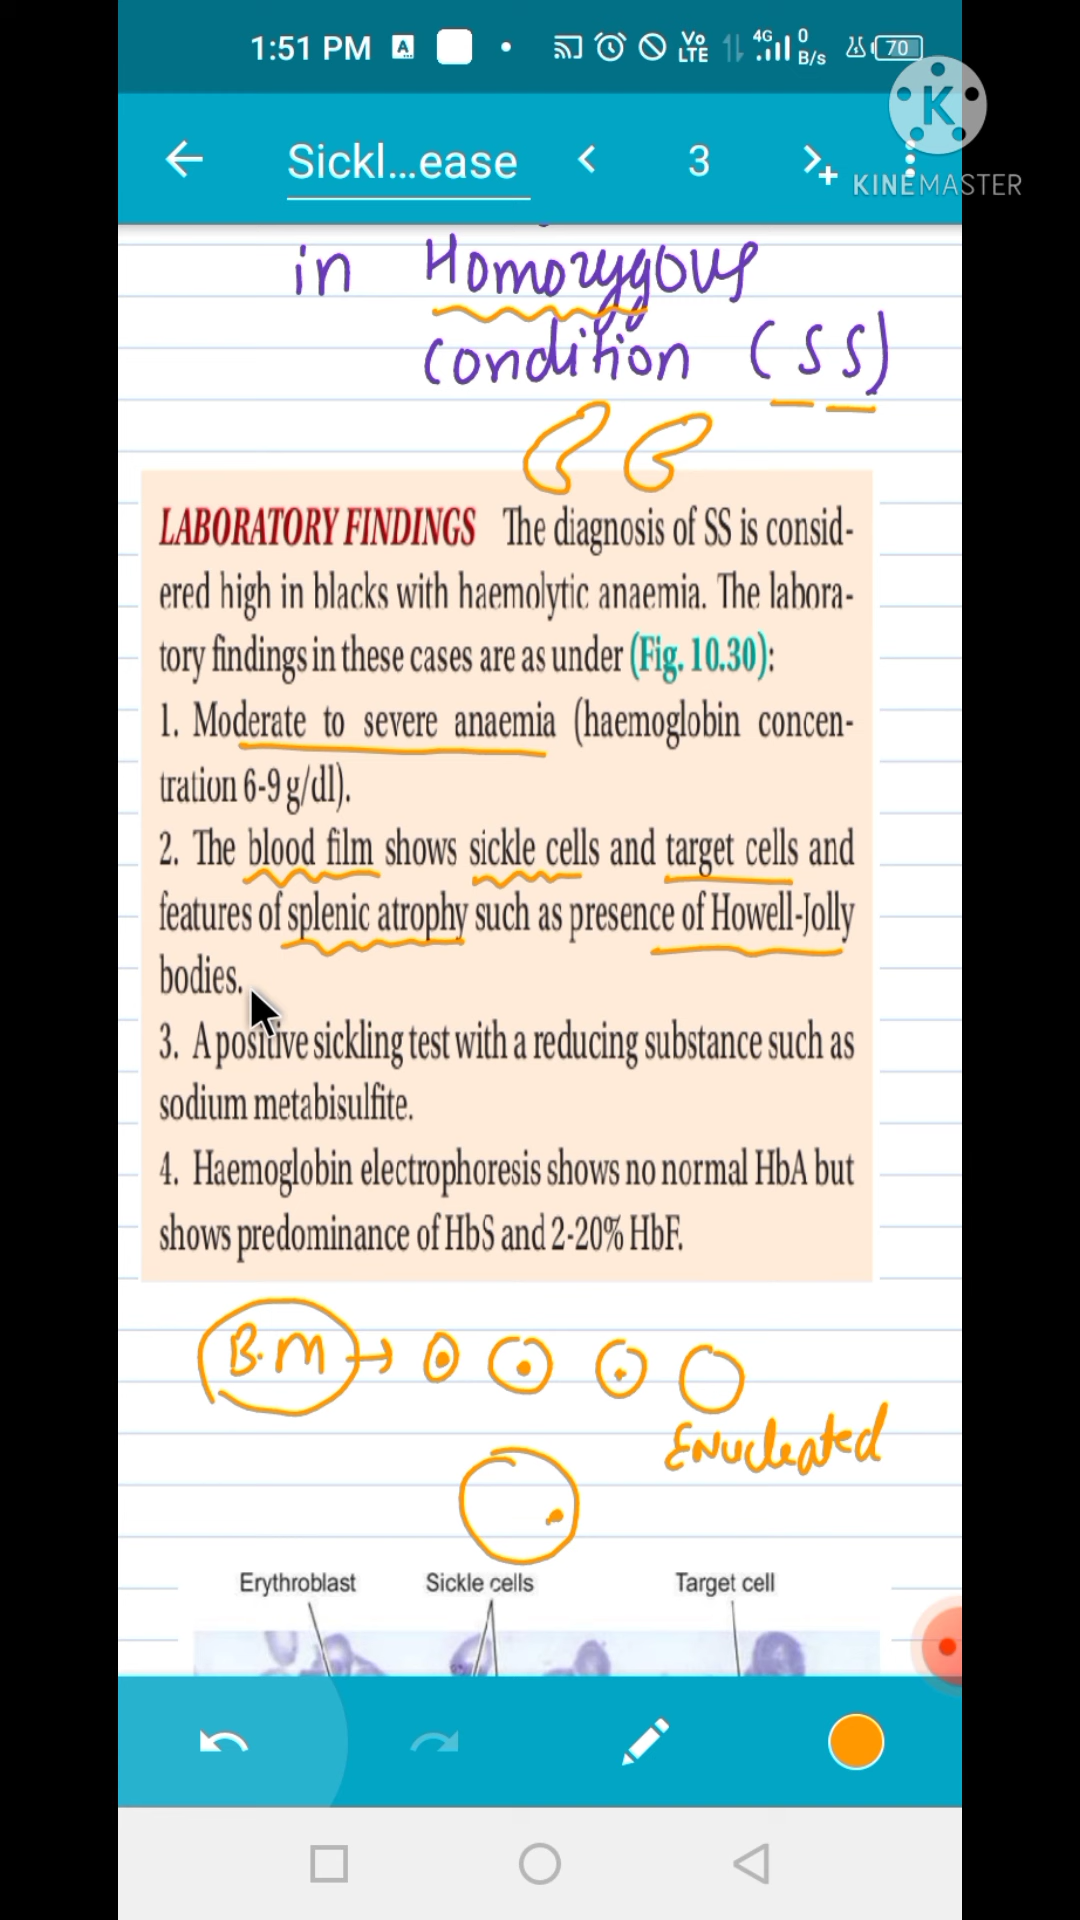 1:51 PM A VoLTE 4G 0 B/s 70
K
KINEMASTER
Sickl...ease 3
in Homozygous
condition (SS)
LABORATORY FINDINGS The diagnosis of SS is consid-
ered high in blacks with haemolytic anaemia. The labora-
tory findings in these cases are as under (Fig. 10.30):
1. Moderate to severe anaemia (haemoglobin concen-
tration 6-9 g/dl).
2. The blood film shows sickle cells and target cells and
features of splenic atrophy such as presence of Howell-Jolly
bodies.
3. A positive sickling test with a reducing substance such as
sodium metabisulfite.
4. Haemoglobin electrophoresis shows no normal HbA but
shows predominance of HbS and 2-20% HbF.
B.M
Enucleated
Erythroblast Sickle cells Target cell